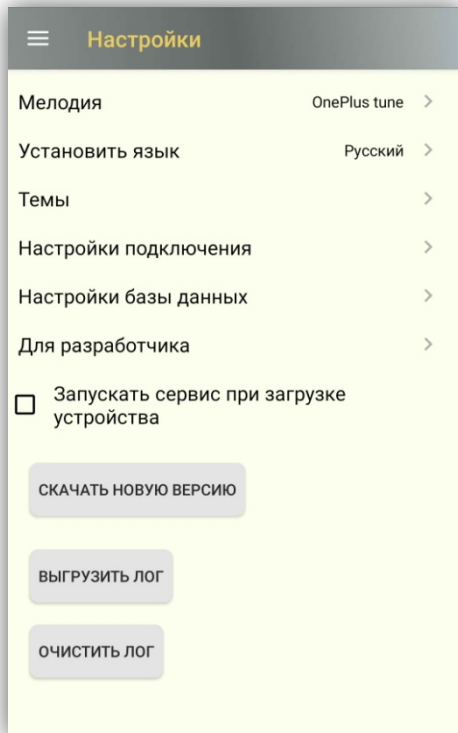 Настройки
Мелодия OnePlus tune
Установить язык Русский
Темы
Настройки подключения
Настройки базы данных
Для разработчика
Запускать сервис при загрузке
устройства
СКАЧАТЬ НОВУЮ ВЕРСИЮ
ВЫГРУЗИТЬ ЛОГ
ОЧИСТИТЬ ЛОГ